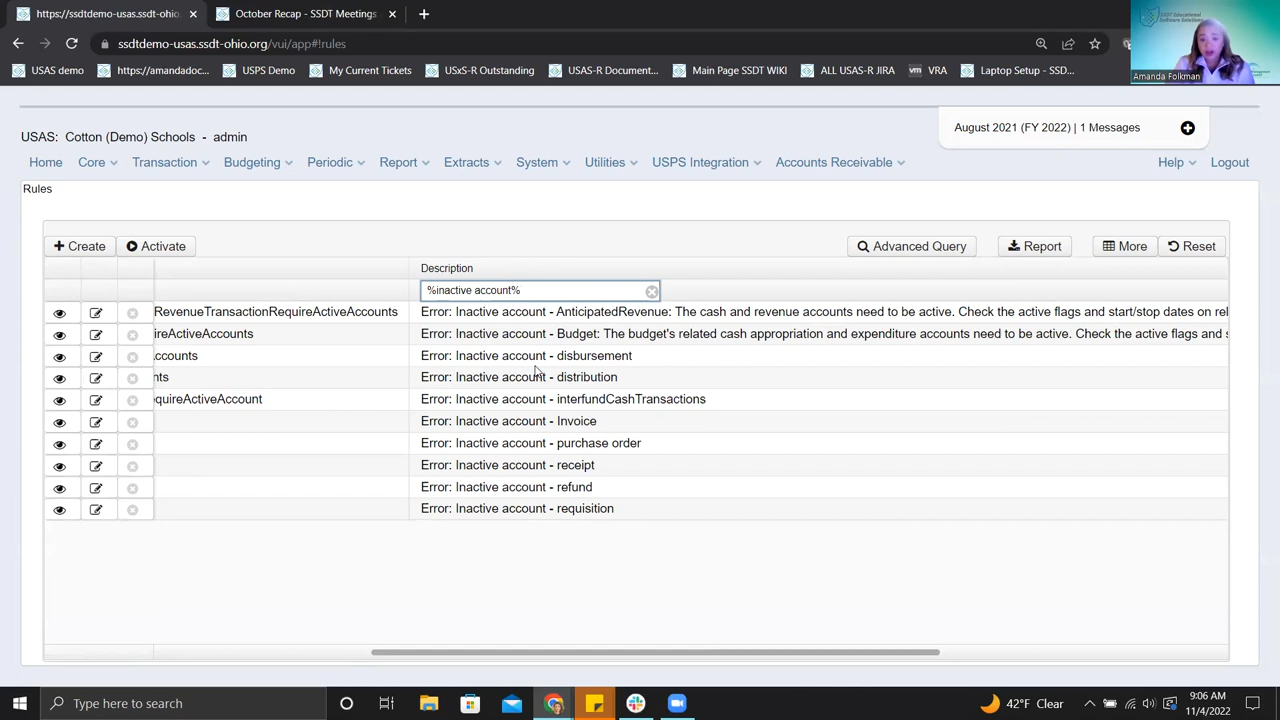 https://ssdtdemo-usas.ssdt-ohio. October Recap - SSDT Meetings
ssdtdemo-usas.ssdt-ohio.org/vui/app#!rules
USAS demo https://amandadoc... USPS Demo My Current Tickets USxS-R Outstanding USAS-R Document... Main Page SSDT WIKI ALL USAS-R JIRA vm VRA Laptop Setup - SSD...
Amanda Folkman
USAS: Cotton (Demo) Schools - admin
August 2021 (FY 2022) | 1 Messages
Home Core Transaction Budgeting Periodic Report Extracts System Utilities USPS Integration Accounts Receivable Help Logout
Rules
Create Activate Advanced Query Report More Reset
Description
%inactive account%
RevenueTransactionRequireActiveAccounts Error: Inactive account - AnticipatedRevenue: The cash and revenue accounts need to be active. Check the active flags and start/stop dates on rel
ireActiveAccounts Error: Inactive account - Budget: The budget's related cash appropriation and expenditure accounts need to be active. Check the active flags and s
Accounts Error: Inactive account - disbursement
nts Error: Inactive account - distribution
quireActiveAccount Error: Inactive account - interfundCashTransactions
Error: Inactive account - Invoice
Error: Inactive account - purchase order
Error: Inactive account - receipt
Error: Inactive account - refund
Error: Inactive account - requisition
Type here to search
42°F Clear
9:06 AM
11/4/2022